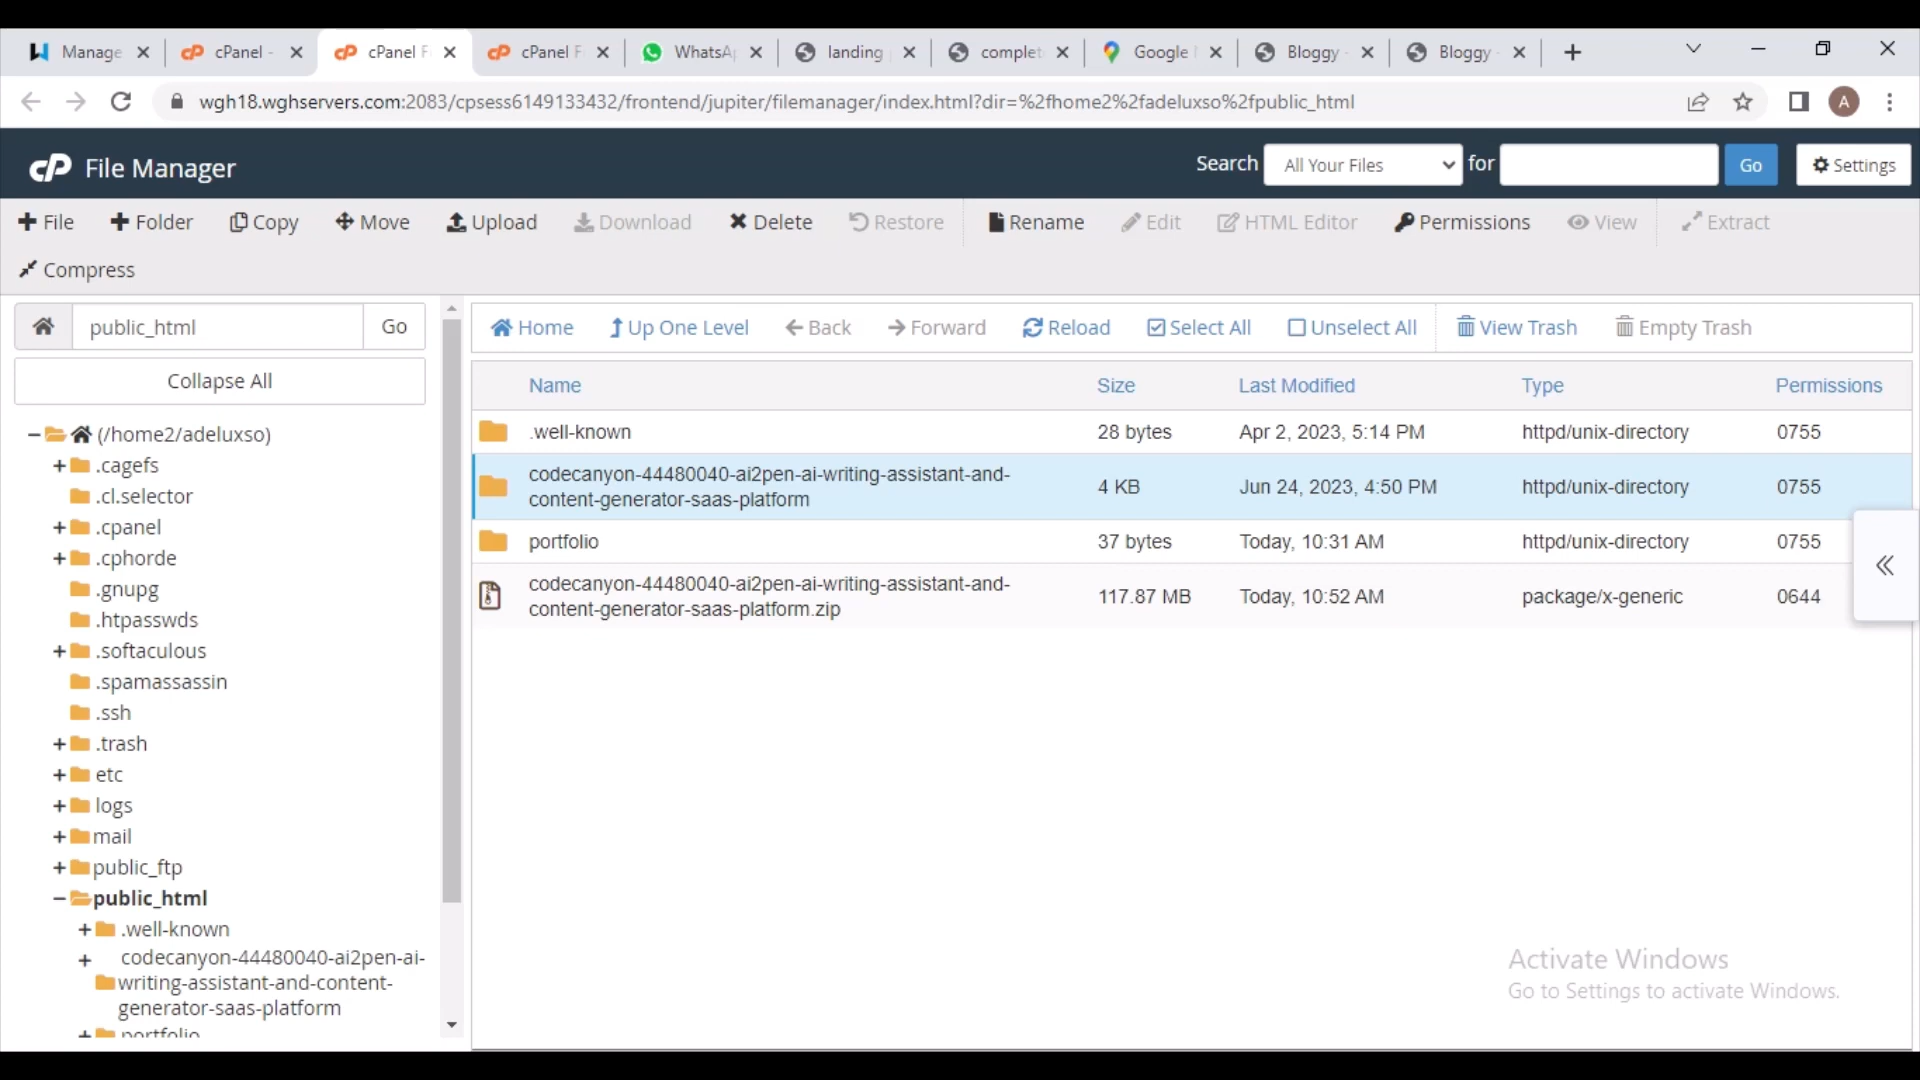 Manage
cPanel -
cPanel F
cPanel F
WhatsAp
landing
complet
Google
Bloggy -
Bloggy -
wgh18.wghservers.com:2083/cpsess6149133432/frontend/jupiter/filemanager/index.html?dir=%2fhome2%2fadeluxso%2fpublic_html
A
cP File Manager
Search All Your Files for Go Settings
File Folder Copy Move Upload Download Delete Restore Rename Edit HTML Editor Permissions View Extract
Compress
public_html Go
Home Up One Level Back Forward Reload Select All Unselect All View Trash Empty Trash
Collapse All
(/home2/adeluxso)
.cagefs
.cl.selector
.cpanel
.cphorde
.gnupg
.htpasswds
.softaculous
.spamassassin
.ssh
.trash
etc
logs
mail
public_ftp
public_html
.well-known
codecanyon-44480040-ai2pen-ai-
writing-assistant-and-content-
generator-saas-platform
portfolio
Name Size Last Modified Type Permissions
.well-known 28 bytes Apr 2, 2023, 5:14 PM httpd/unix-directory 0755
codecanyon-44480040-ai2pen-ai-writing-assistant-and-
content-generator-saas-platform 4 KB Jun 24, 2023, 4:50 PM httpd/unix-directory 0755
portfolio 37 bytes Today, 10:31 AM httpd/unix-directory 0755
codecanyon-44480040-ai2pen-ai-writing-assistant-and-
content-generator-saas-platform.zip 117.87 MB Today, 10:52 AM package/x-generic 0644
Activate Windows
Go to Settings to activate Windows.